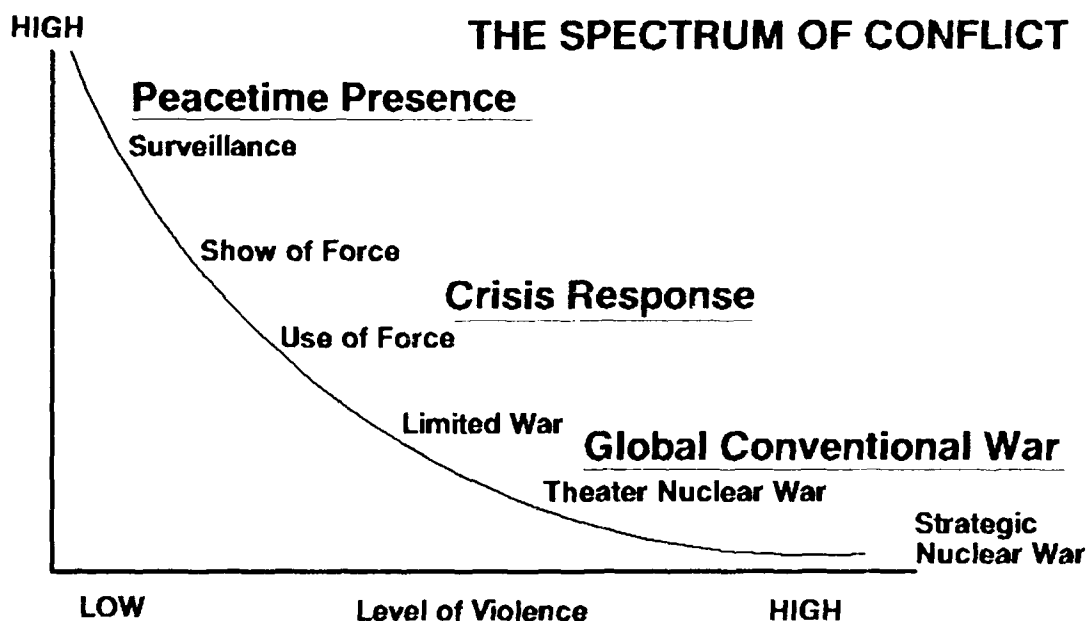 HIGH
THE SPECTRUM OF CONFLICT
Peacetime Presence
Surveillance
Show of Force
Crisis Response
Use of Force
Limited War
Global Conventional War
Theater Nuclear War
Strategic
Nuclear War
LOW
Level of Violence
HIGH